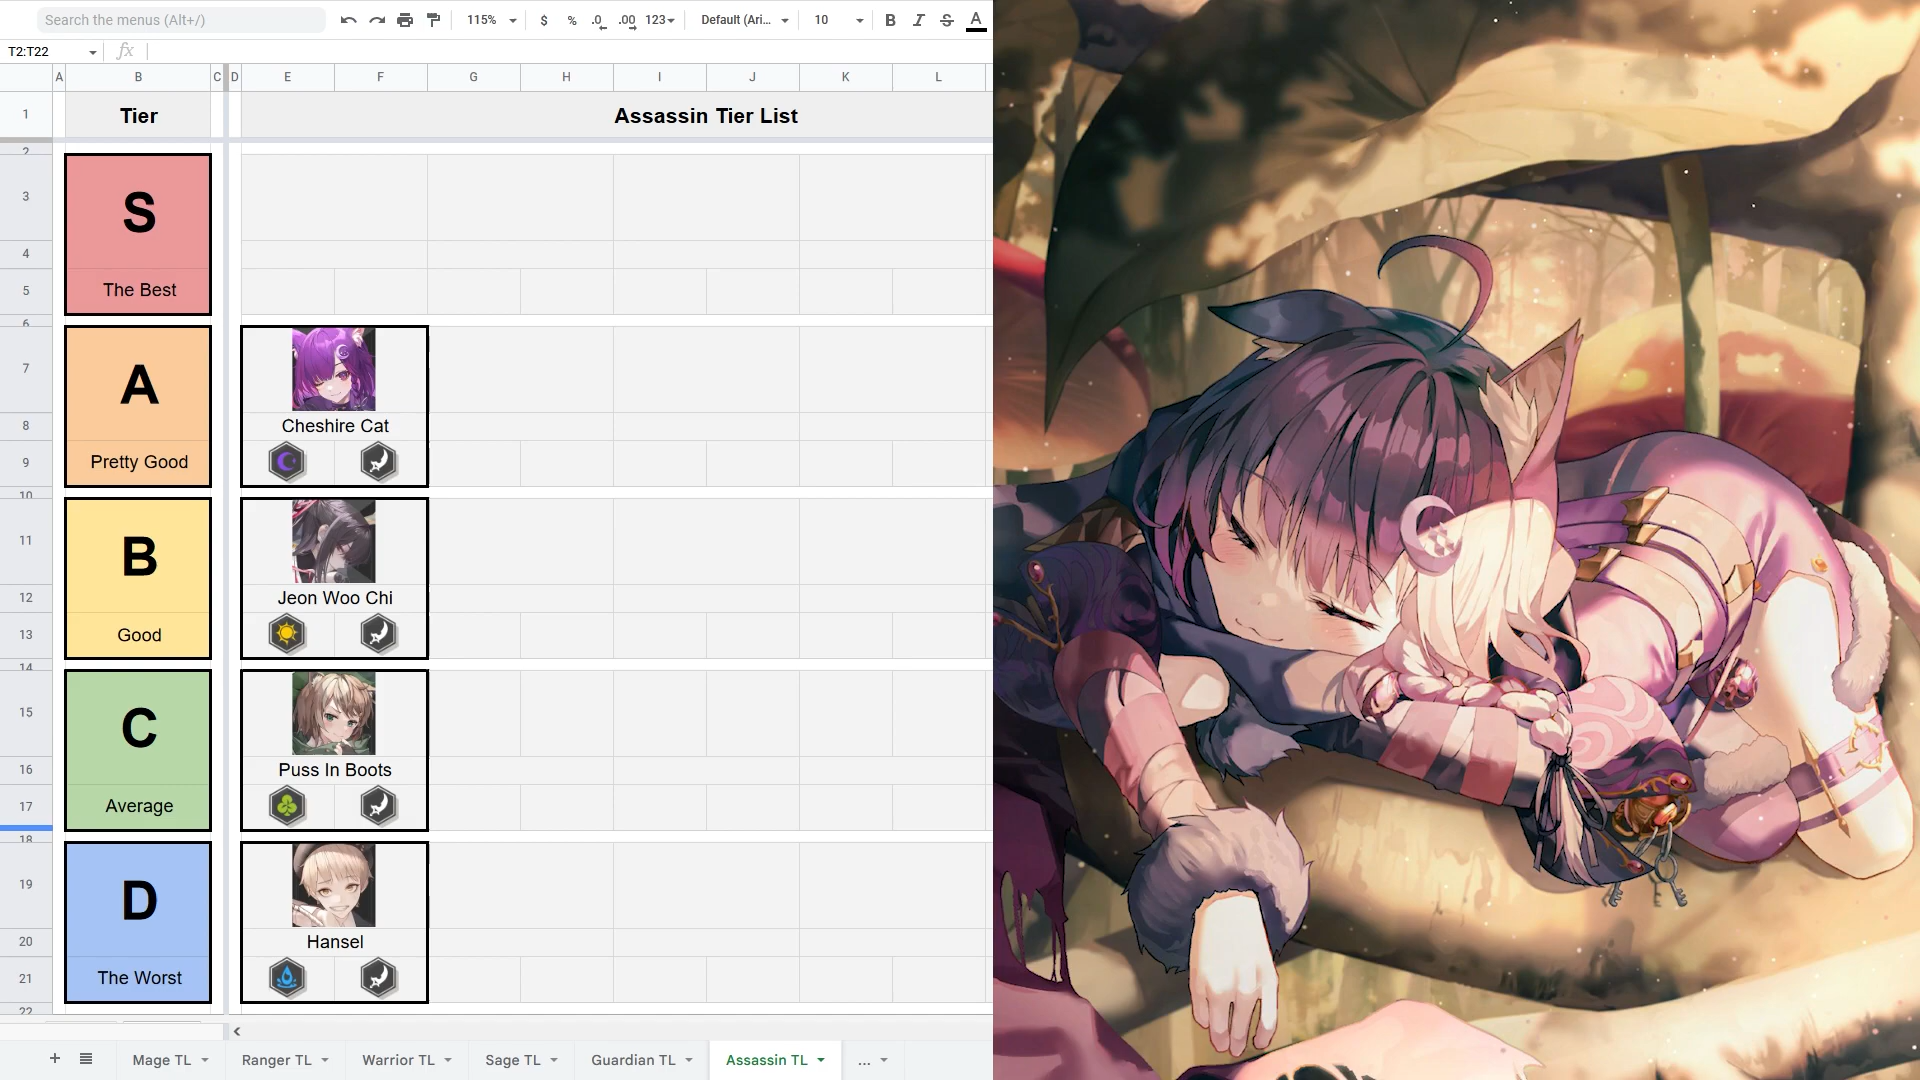 Search the menus (Alt+/)
115%
$
%
.0
.00
123
Default (Ari...
10
B
I
S
A
T2:T22
fx
A B C D E F G H I J K L
1
Tier
Assassin Tier List
2
3
S
4
5
The Best
6
7
A
8
Cheshire Cat
9
Pretty Good
10
11
B
12
Jeon Woo Chi
13
Good
14
15
C
16
Puss In Boots
17
Average
18
19
D
20
Hansel
21
The Worst
22
+
Mage TL
Ranger TL
Warrior TL
Sage TL
Guardian TL
Assassin TL
...